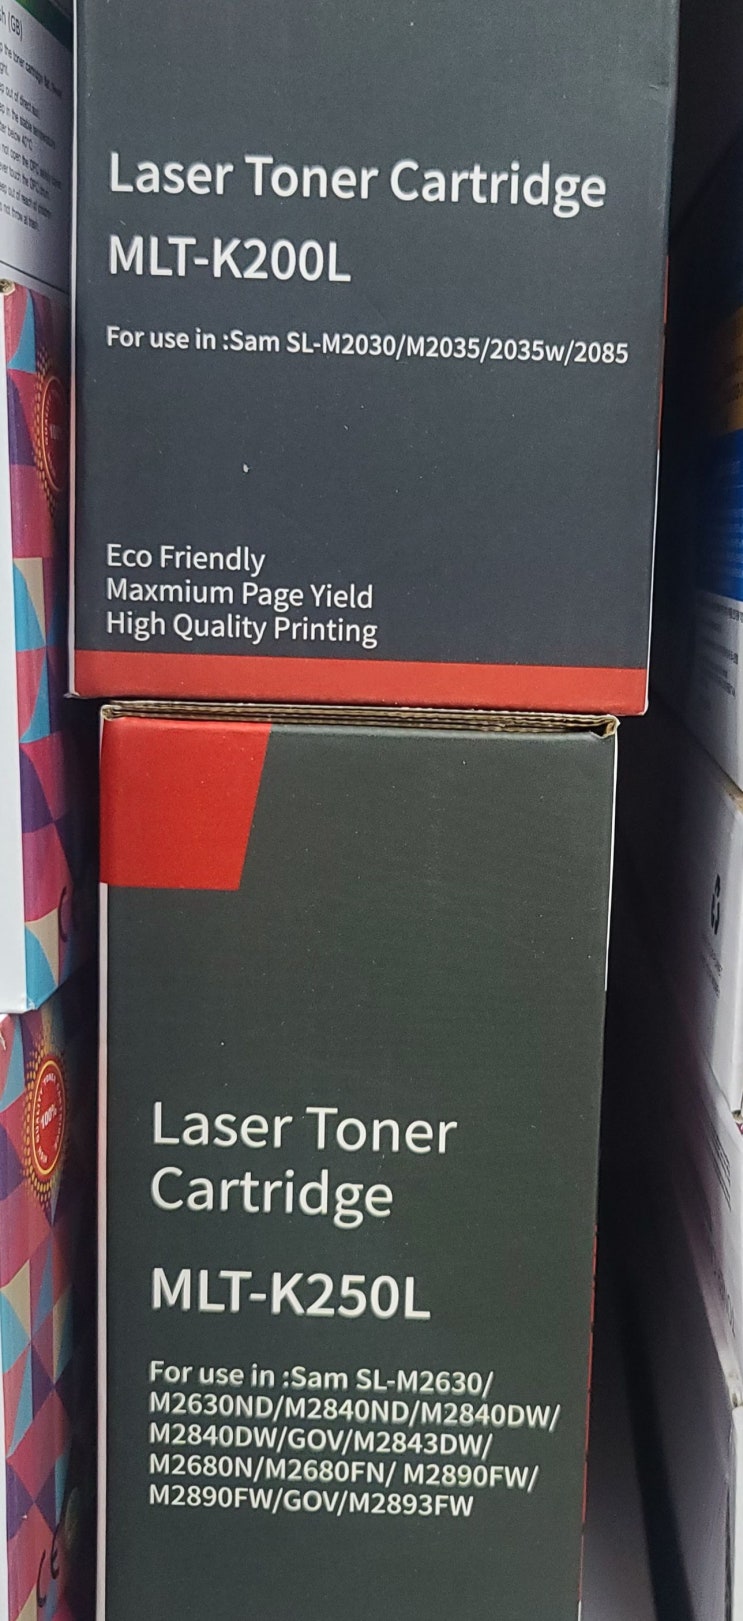 Laser Toner Cartridge
MLT-K200L
For use in :Sam SL-M2030/M2035/2035w/2085
Eco Friendly
Maxmium Page Yield
High Quality Printing
Laser Toner
Cartridge
MLT-K250L
For use in :Sam SL-M2630/
M2630ND/M2840ND/M2840DW/
M2840DW/GOV/M2843DW/
M2680N/M2680FN/ M2890FW/
M2890FW/GOV/M2893FW
100%
CE